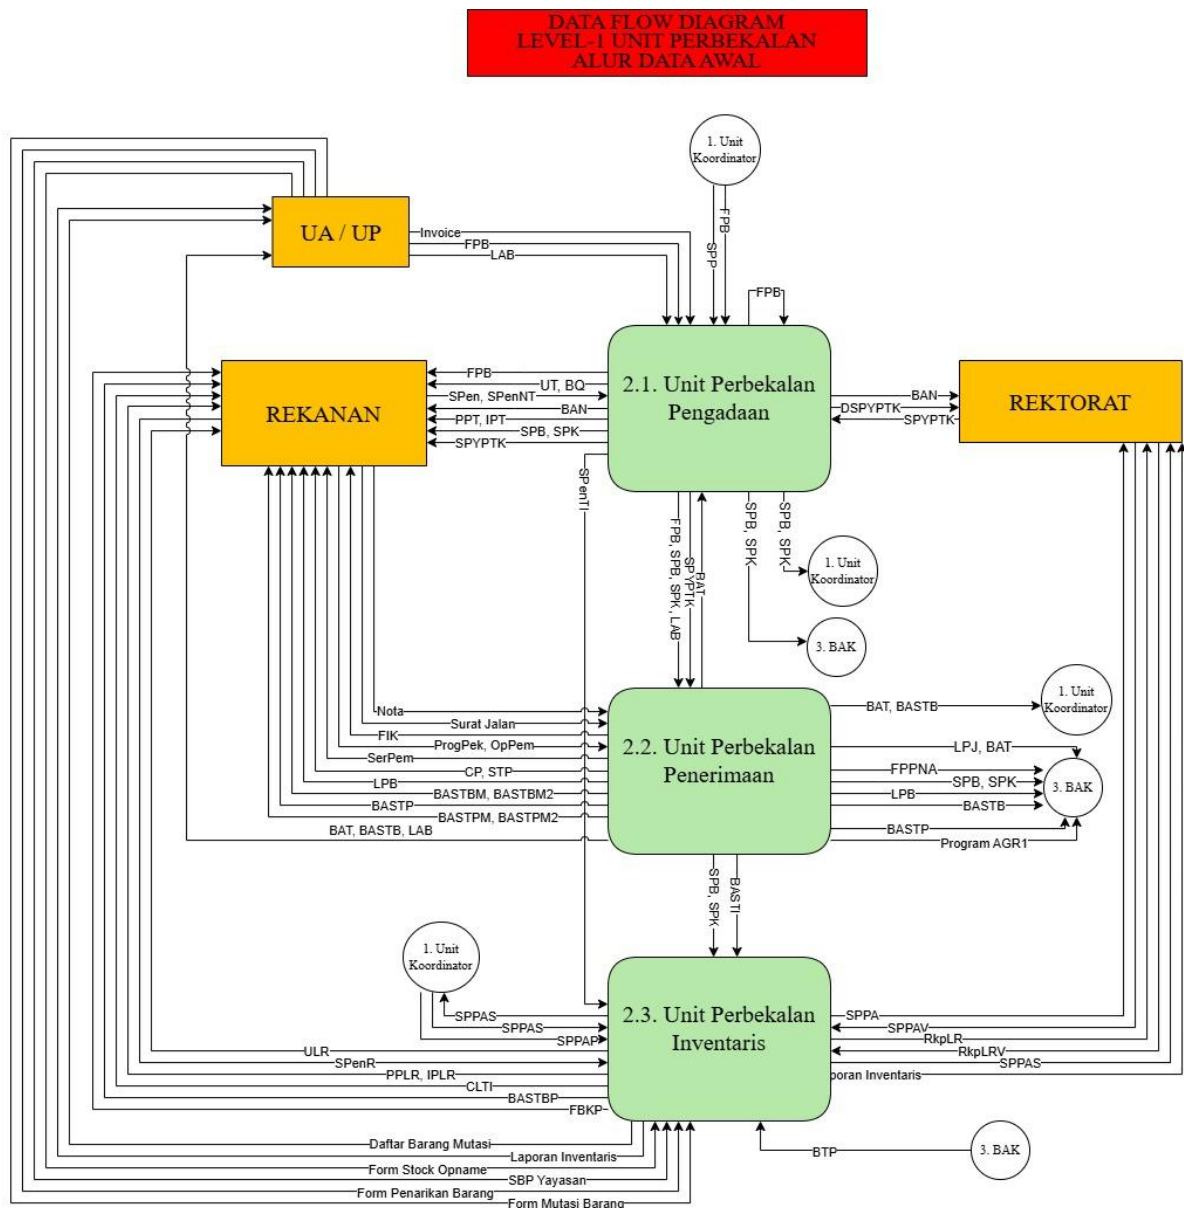 DATA FLOW DIAGRAM
LEVEL-1 UNIT PERBEKALAN
ALUR DATA AWAL
1. Unit
Koordinator
SPP
FPB
UA / UP
Invoice
FPB
LAB
FPB
REKANAN
FPB
UT, BQ
SPen, SPenNT
BAN
PPT, IPT
SPB, SPK
SPYPTK
2.1. Unit Perbekalan
Pengadaan
BAN
DSPYPTK
SPYPTK
REKTORAT
SPenTI
FPB, SPB, SPK, LAB
SPYPTK
BAT
SPB, SPK
SPB, SPK
1. Unit
Koordinator
3. BAK
Nota
Surat Jalan
FIK
ProgPek, OpPem
SerPem
CP, STP
LPB
BASTBM, BASTBM2
BASTP
BASTPM, BASTPM2
BAT, BASTB, LAB
2.2. Unit Perbekalan
Penerimaan
BAT, BASTB
1. Unit
Koordinator
LPJ, BAT
FPPNA
SPB, SPK
LPB
BASTB
BASTP
Program AGR1
3. BAK
SPB, SPK
BASTI
1. Unit
Koordinator
SPPAS
SPPAS
SPPAP
ULR
SPenR
PPLR, IPLR
CLTI
BASTBP
FBKP
2.3. Unit Perbekalan
Inventaris
SPPA
SPPAV
RkpLR
RkpLRV
SPPAS
poran Inventaris
Daftar Barang Mutasi
Laporan Inventaris
Form Stock Opname
SBP Yayasan
Form Penarikan Barang
Form Mutasi Barang
BTP
3. BAK